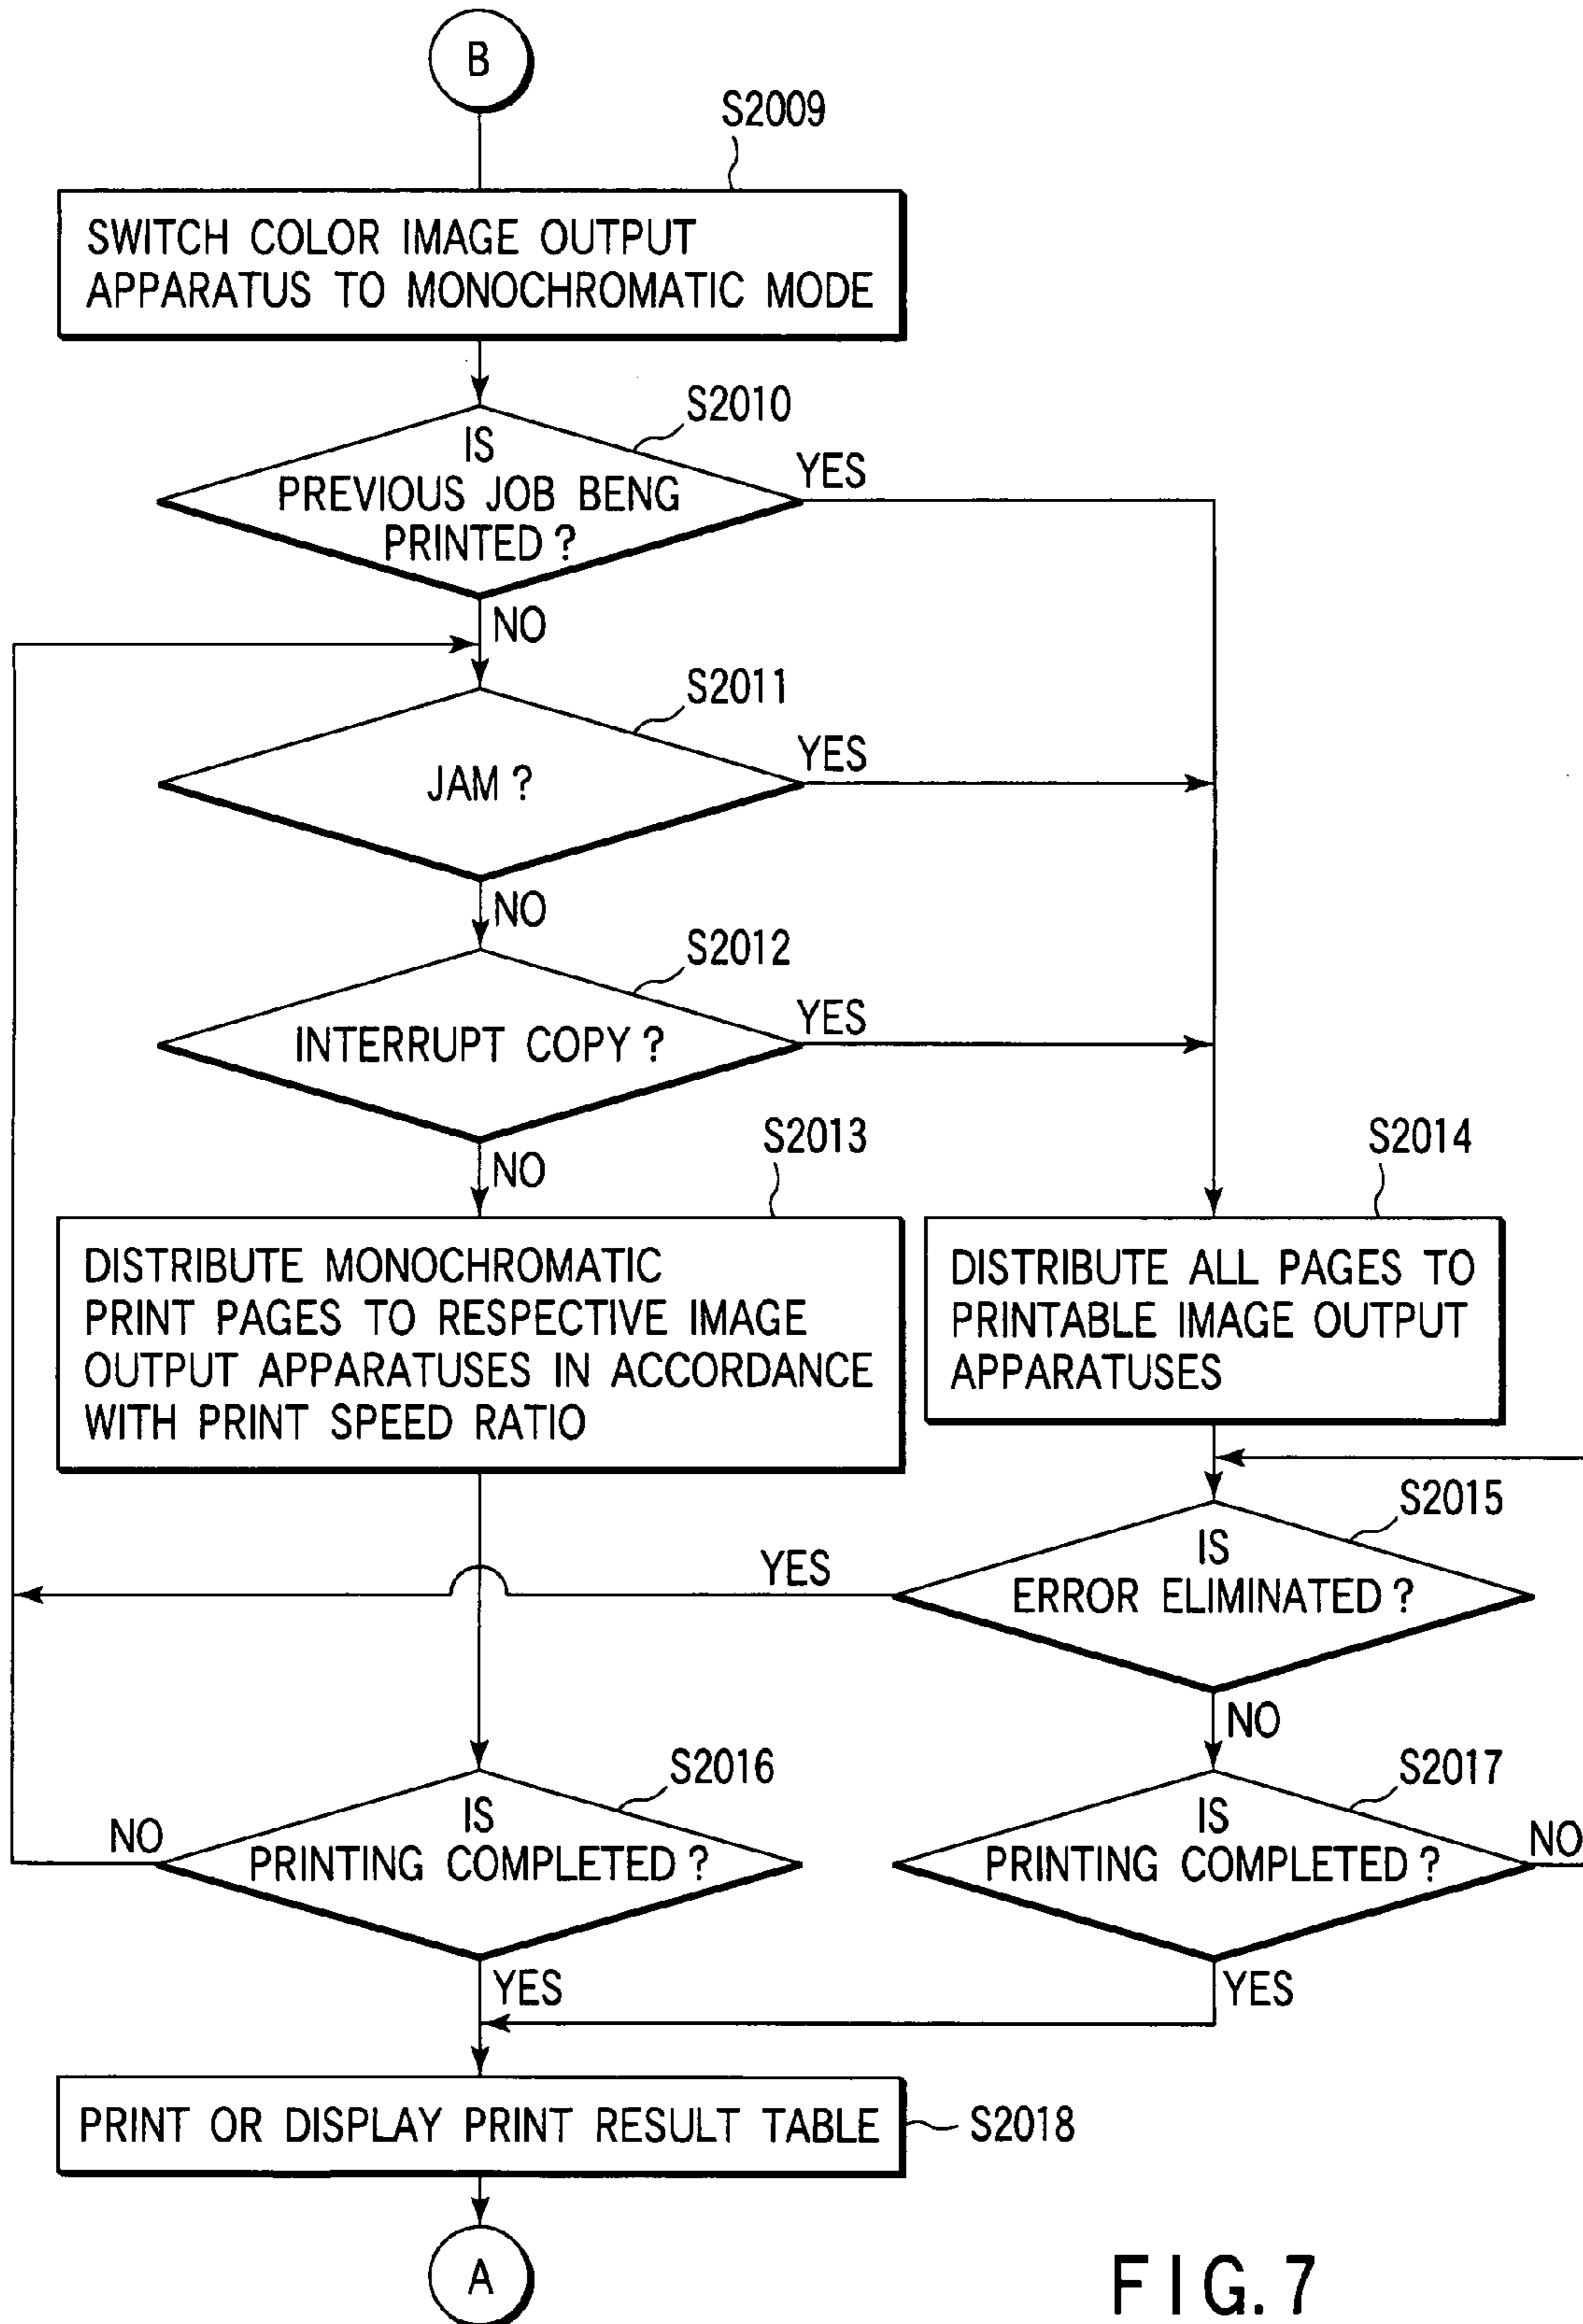 B
S2009
SWITCH COLOR IMAGE OUTPUT
APPARATUS TO MONOCHROMATIC MODE
S2010
IS
PREVIOUS JOB BENG
PRINTED?
YES
NO
S2011
JAM?
YES
NO
S2012
INTERRUPT COPY?
YES
NO
S2013
DISTRIBUTE MONOCHROMATIC
PRINT PAGES TO RESPECTIVE IMAGE
OUTPUT APPARATUSES IN ACCORDANCE
WITH PRINT SPEED RATIO
S2014
DISTRIBUTE ALL PAGES TO
PRINTABLE IMAGE OUTPUT
APPARATUSES
S2015
IS
ERROR ELIMINATED?
YES
NO
S2016
IS
PRINTING COMPLETED?
NO
YES
S2017
IS
PRINTING COMPLETED?
NO
YES
PRINT OR DISPLAY PRINT RESULT TABLE
S2018
A
FIG. 7